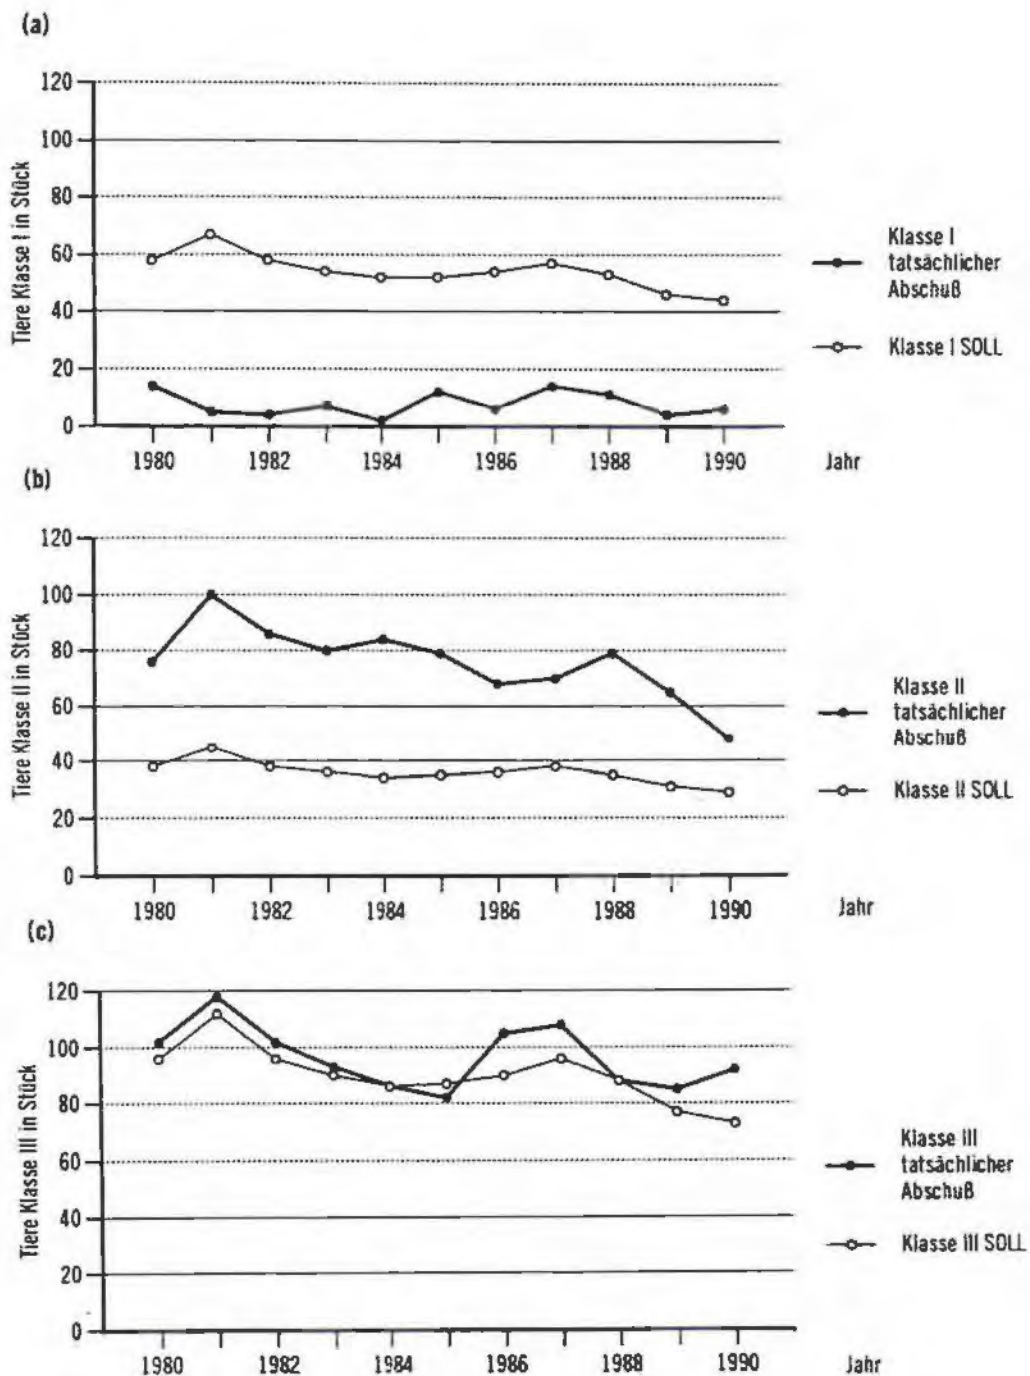 (a)
120
100
80
60
40
20
0
Tiere Klasse I in Stück
1980 1982 1984 1986 1988 1990 Jahr
Klasse I
tatsächlicher
Abschuß
Klasse I SOLL
(b)
120
100
80
60
40
20
0
Tiere Klasse II in Stück
1980 1982 1984 1986 1988 1990 Jahr
Klasse II
tatsächlicher
Abschuß
Klasse II SOLL
(c)
120
100
80
60
40
20
0
Tiere Klasse III in Stück
1980 1982 1984 1986 1988 1990 Jahr
Klasse III
tatsächlicher
Abschuß
Klasse III SOLL